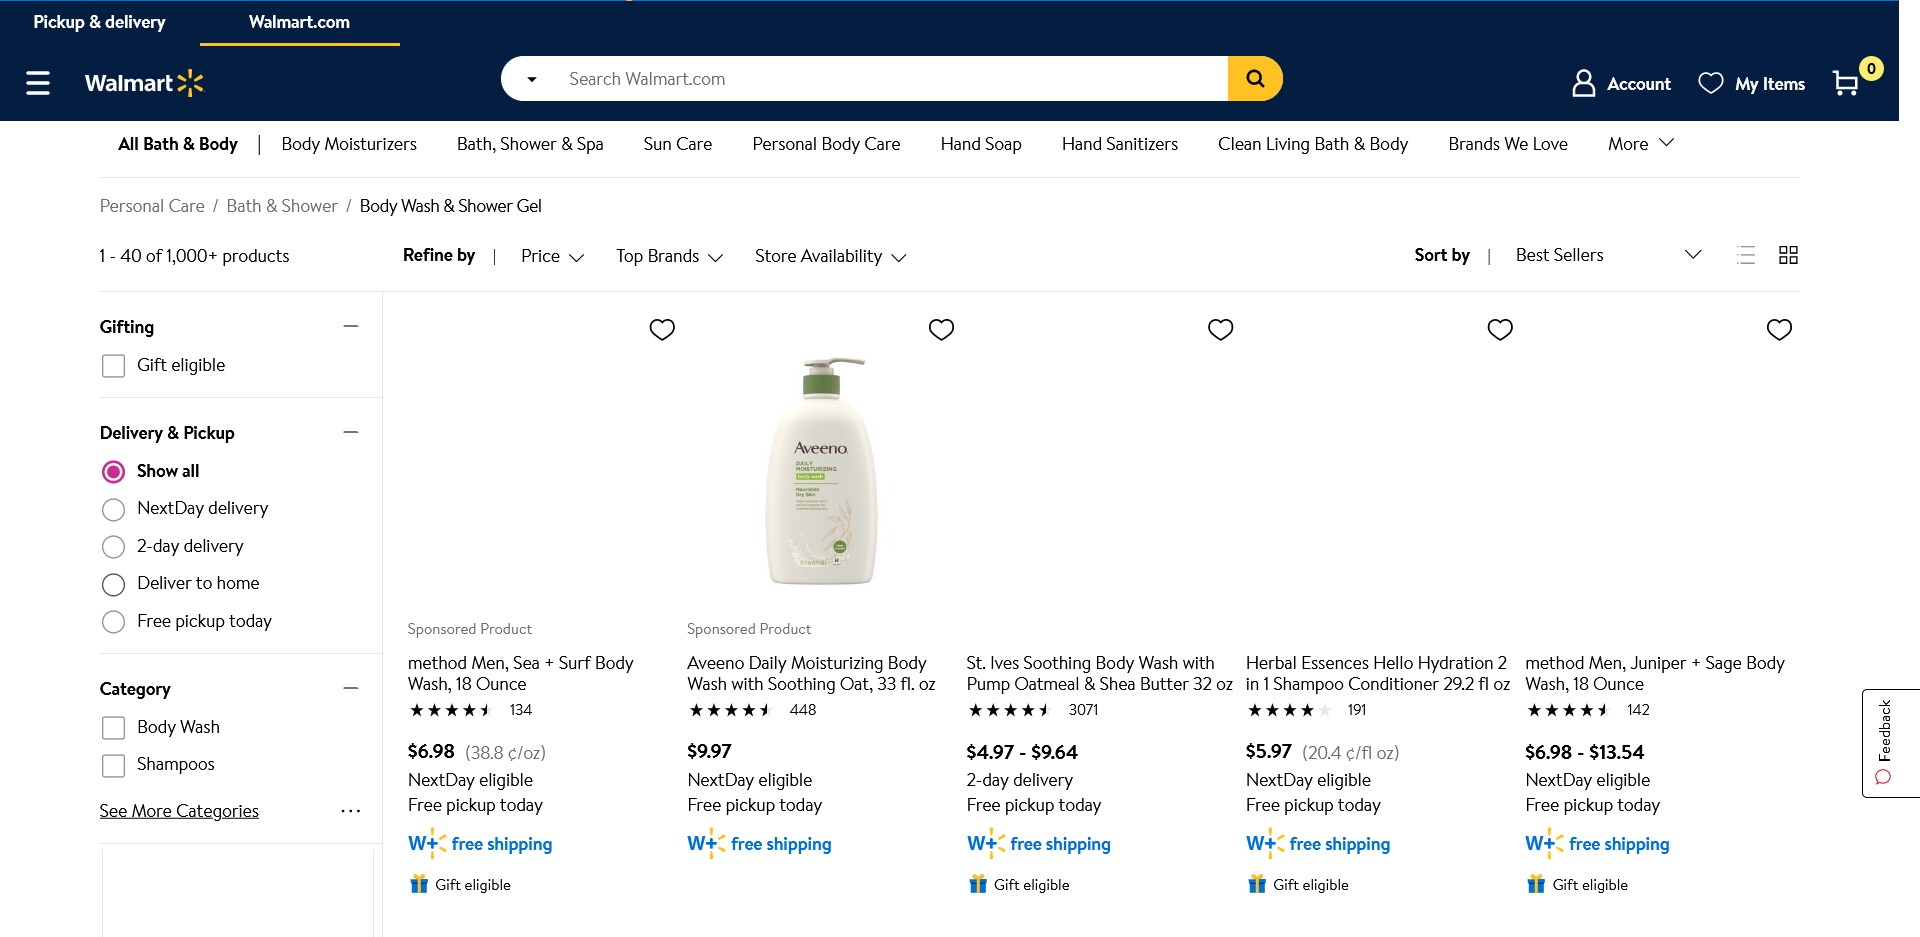 Pickup & delivery
Walmart.com
Walmart
Search Walmart.com
Account
My Items
0
All Bath & Body
Body Moisturizers
Bath, Shower & Spa
Sun Care
Personal Body Care
Hand Soap
Hand Sanitizers
Clean Living Bath & Body
Brands We Love
More
Personal Care / Bath & Shower / Body Wash & Shower Gel
1 - 40 of 1,000+ products
Refine by | Price
Top Brands
Store Availability
Sort by | Best Sellers
Gifting
Gift eligible
Delivery & Pickup
Show all
NextDay delivery
2-day delivery
Deliver to home
Free pickup today
Category
Body Wash
Shampoos
See More Categories
...
Sponsored Product
method Men, Sea + Surf Body
Wash, 18 Ounce
134
$6.98 (38.8 ¢/oz)
NextDay eligible
Free pickup today
W+ free shipping
Gift eligible
Aveeno
DAILY
MOISTURIZING
body wash
Nourishes
Dry Skin
Sponsored Product
Aveeno Daily Moisturizing Body
Wash with Soothing Oat, 33 fl. oz
448
$9.97
NextDay eligible
Free pickup today
W+ free shipping
St. Ives Soothing Body Wash with
Pump Oatmeal & Shea Butter 32 oz
3071
$4.97 - $9.64
2-day delivery
Free pickup today
W+ free shipping
Gift eligible
Herbal Essences Hello Hydration 2
in 1 Shampoo Conditioner 29.2 fl oz
191
$5.97 (20.4 ¢/fl oz)
NextDay eligible
Free pickup today
W+ free shipping
Gift eligible
method Men, Juniper + Sage Body
Wash, 18 Ounce
142
$6.98 - $13.54
NextDay eligible
Free pickup today
W+ free shipping
Gift eligible
Feedback